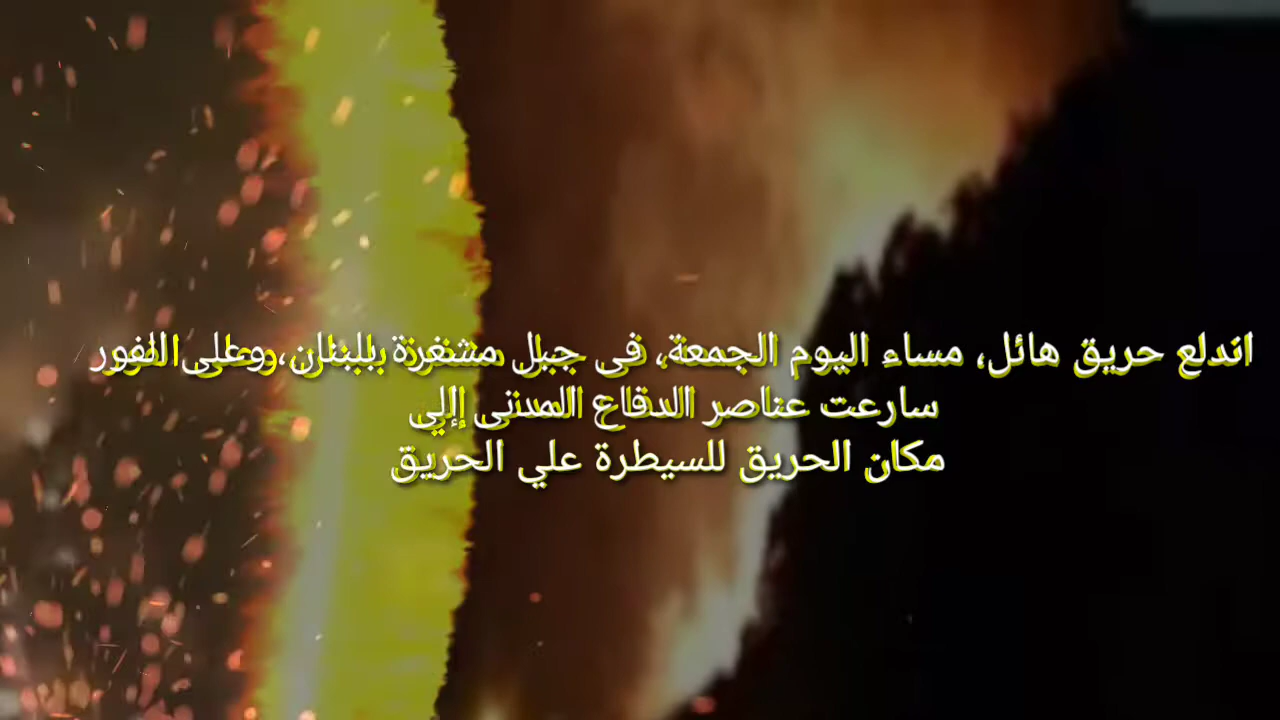 اندلع حريق هائل، مساء اليوم الجمعة، فى جبل مشغرة بلبنان، وعلى الفور
سارعت عناصر الدفاع المدنى إلى
مكان الحريق للسيطرة علي الحريق